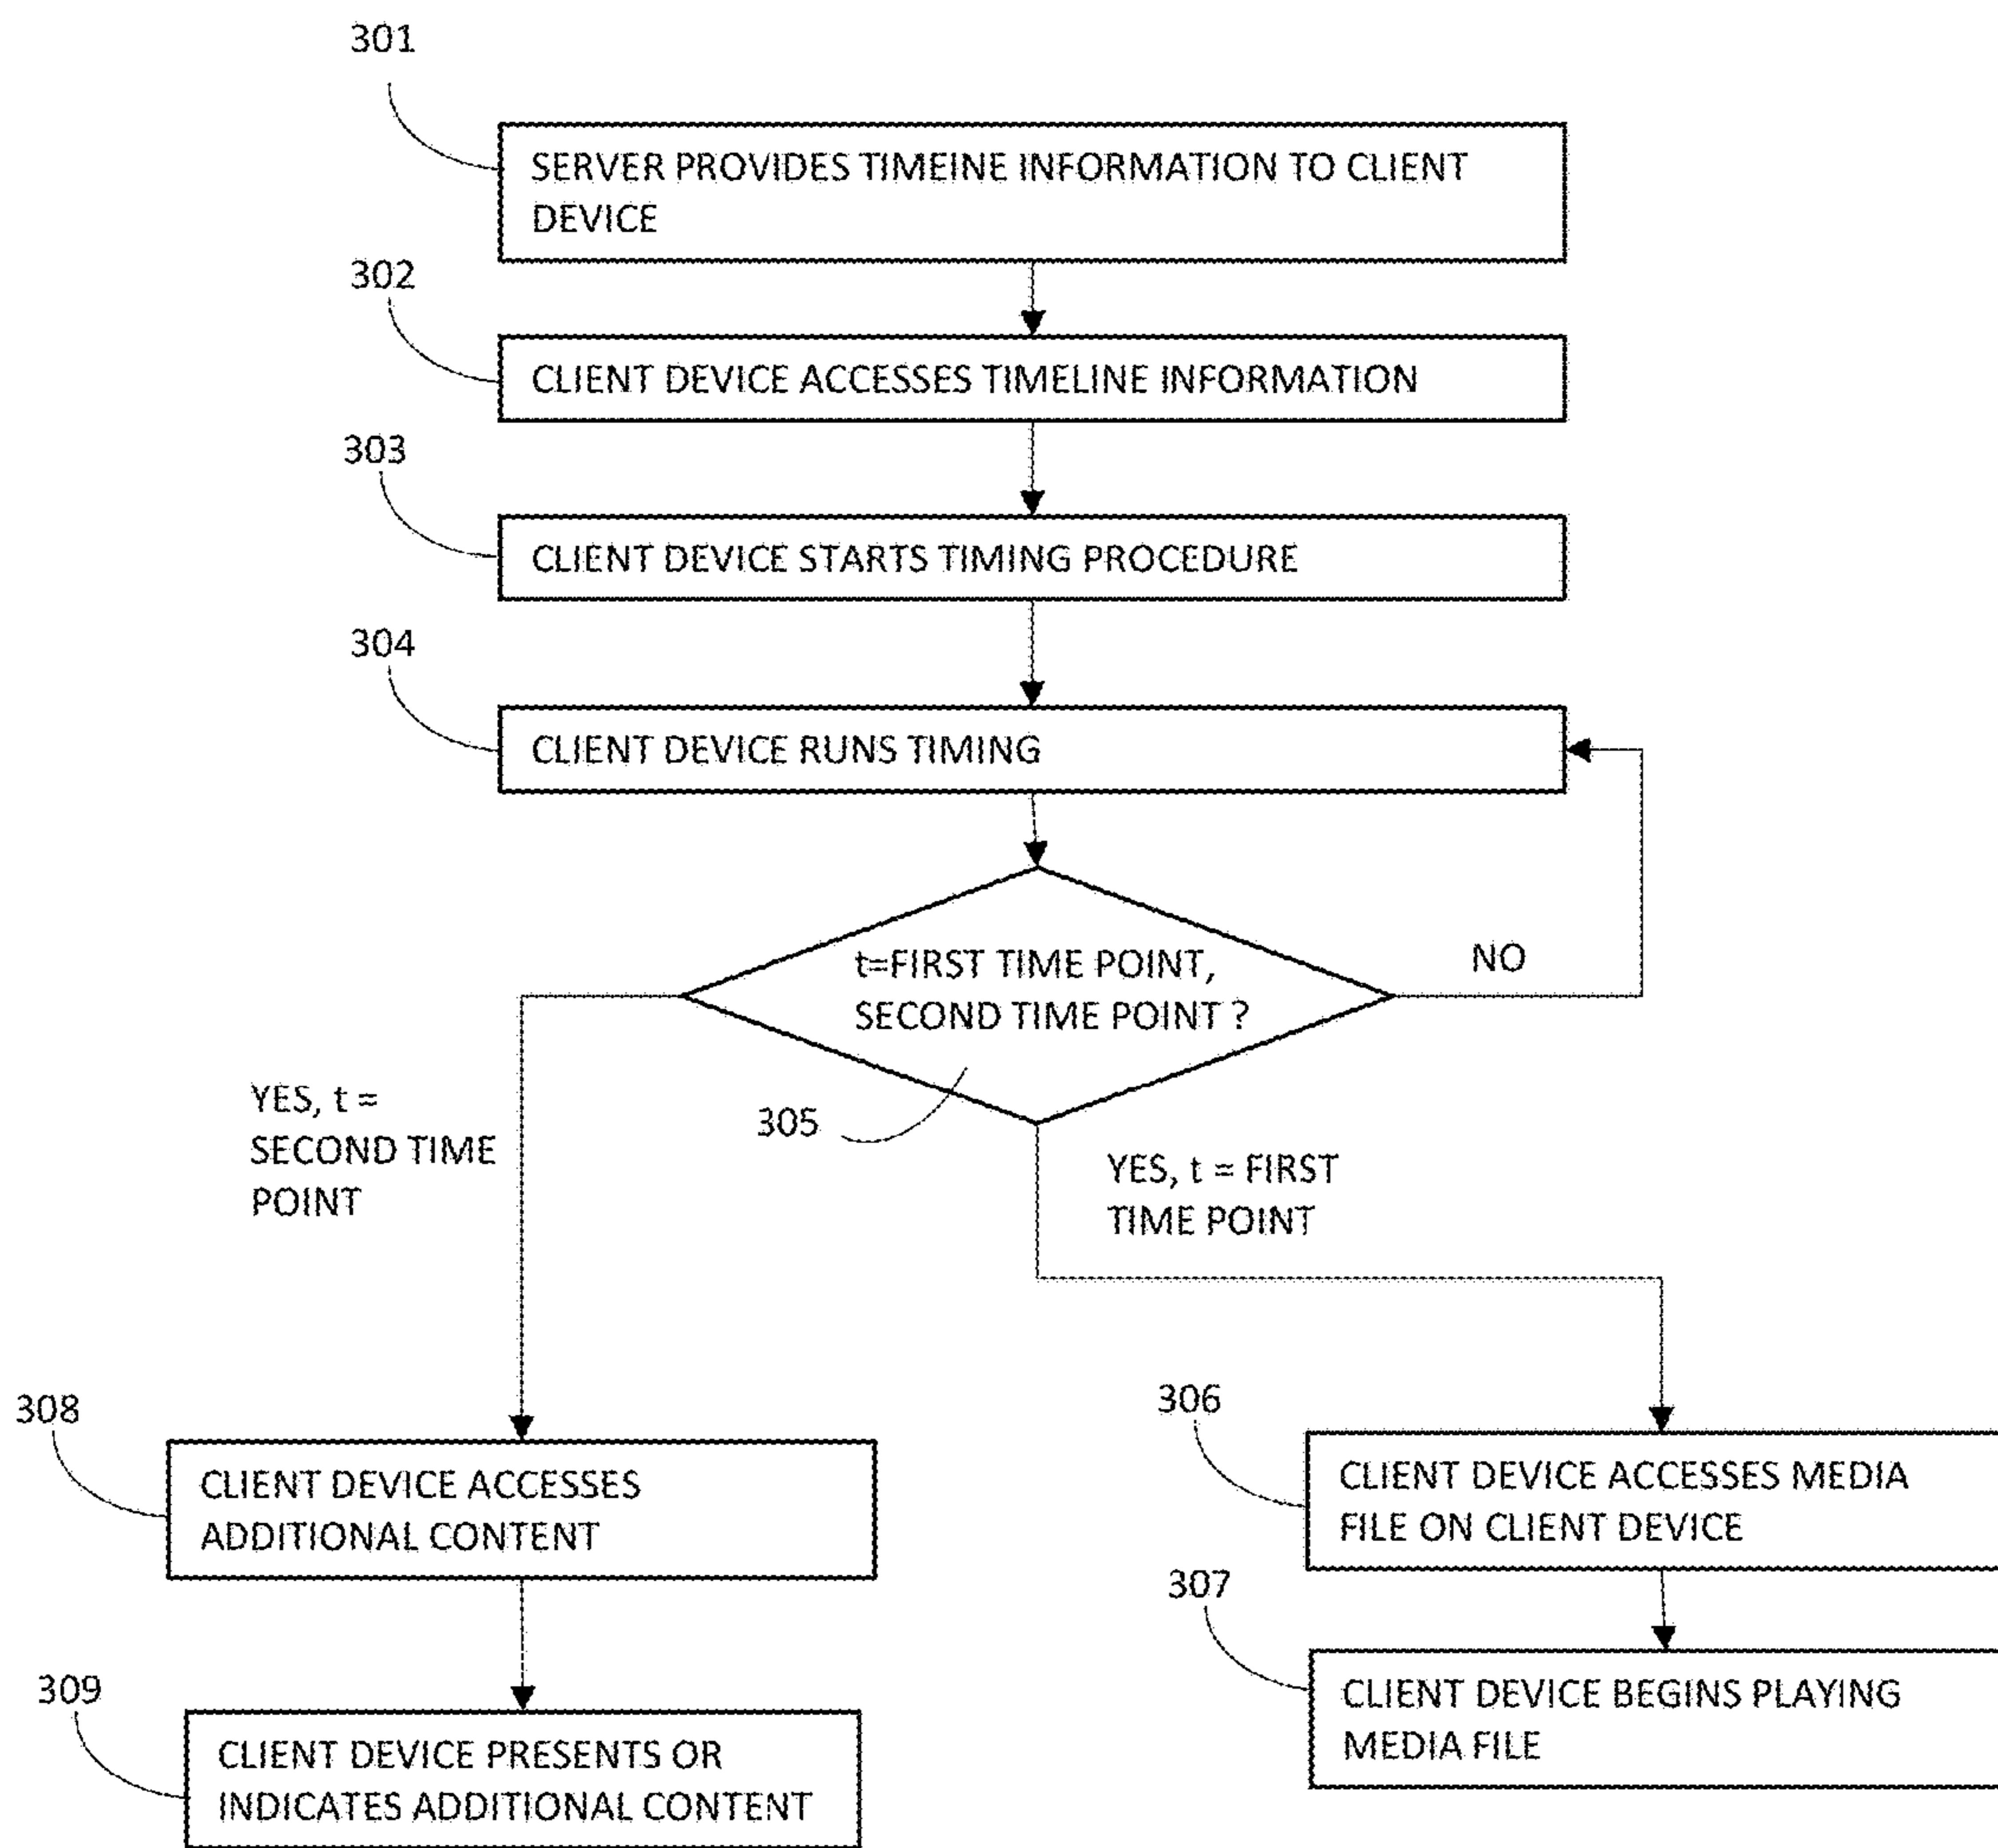 301
SERVER PROVIDES TIMEINE INFORMATION TO CLIENT
DEVICE
302
CLIENT DEVICE ACCESSES TIMELINE INFORMATION
303
CLIENT DEVICE STARTS TIMING PROCEDURE
304
CLIENT DEVICE RUNS TIMING
t=FIRST TIME POINT,
SECOND TIME POINT ?
NO
305
YES, t =
SECOND TIME
POINT
YES, t = FIRST
TIME POINT
308
CLIENT DEVICE ACCESSES
ADDITIONAL CONTENT
306
CLIENT DEVICE ACCESSES MEDIA
FILE ON CLIENT DEVICE
309
CLIENT DEVICE PRESENTS OR
INDICATES ADDITIONAL CONTENT
307
CLIENT DEVICE BEGINS PLAYING
MEDIA FILE